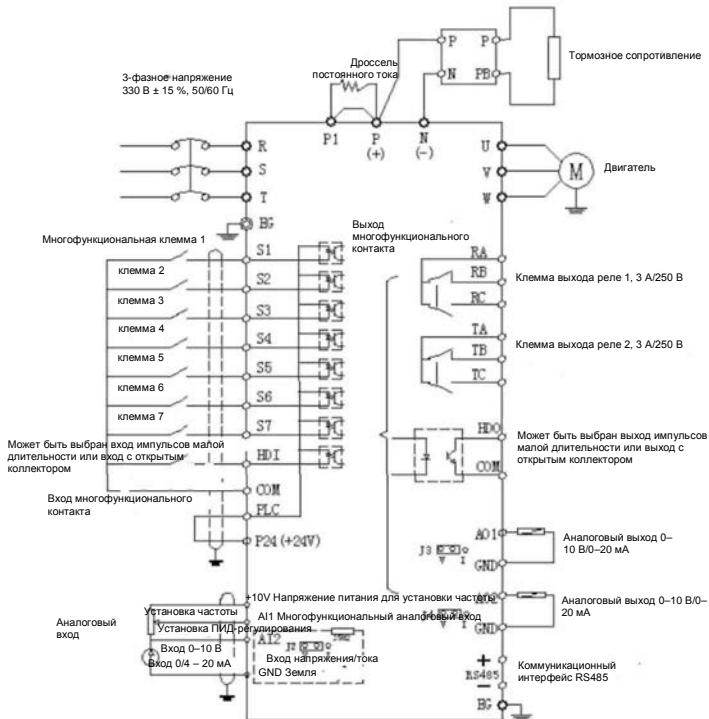 P P
N PB
Тормозное сопротивление
Дроссель
постоянного тока
3-фазное напряжение
330 В ± 15 %, 50/60 Гц
P1 P
(+)
N
(-)
R
S
T
U
V
W
M
Двигатель
BG
Многофункциональная клемма 1
S1
клемма 2
S2
клемма 3
S3
клемма 4
S4
клемма 5
S5
клемма 6
S6
клемма 7
S7
Может быть выбран вход импульсов малой
длительности или вход с открытым
коллектором
HDI
Вход многофункционального
контакта
COM
PLC
P24 (+24V)
Выход
многофункционального
контакта
RA
RB
RC
Клемма выхода реле 1, 3 А/250 В
TA
TB
TC
Клемма выхода реле 2, 3 А/250 В
HDO
COM
Может быть выбран выход импульсов
малой длительности или выход с
открытым коллектором
AO1
J3
V I
GND
Аналоговый выход 0–
10 В/0–20 мА
AO2
V I
GND
Аналоговый выход 0–10 В/0–
20 мА
+10V Напряжение питания для установки частоты
Установка частоты
AI1 Многофункциональный аналоговый вход
Аналоговый
вход
Установка ПИД-регулирования
AI2
J2
V I
Вход 0–10 В
Вход напряжения/тока
Вход 0/4 – 20 мА
GND Земля
+
RS485
−
Коммуникационный
интерфейс RS485
BG